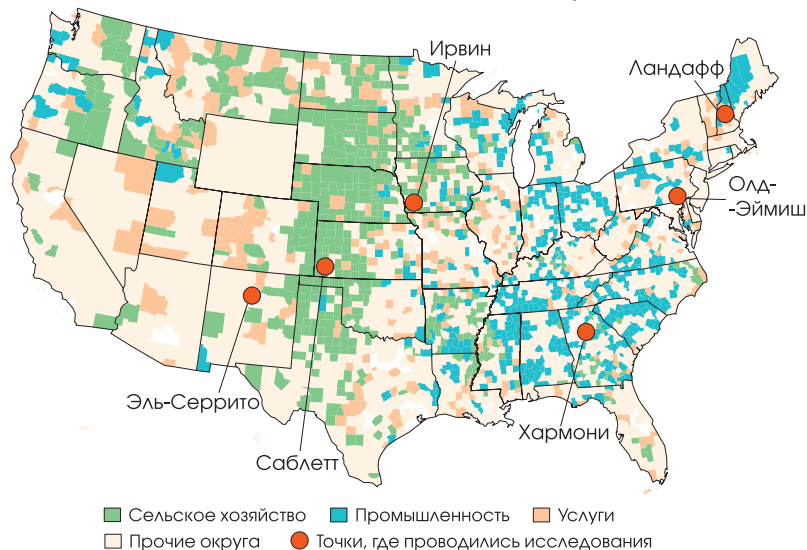 Ирвин
Ландафф
Олд-
-Эймиш
Эль-Серрито
Саблетт
Хармони
Сельское хозяйство
Промышленность
Услуги
Прочие округа
Точки, где проводились исследования